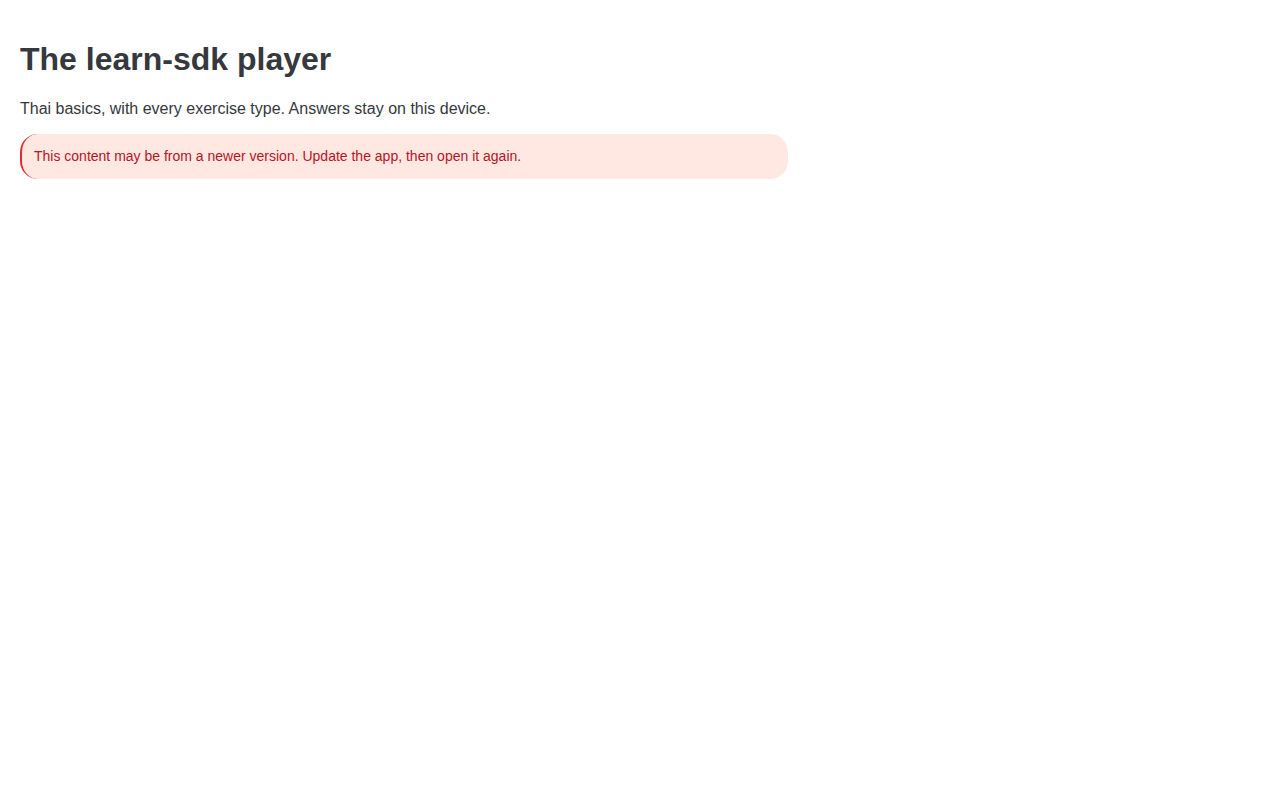 The learn-sdk player
Thai basics, with every exercise type. Answers stay on this device.
This content may be from a newer version. Update the app, then open it again.